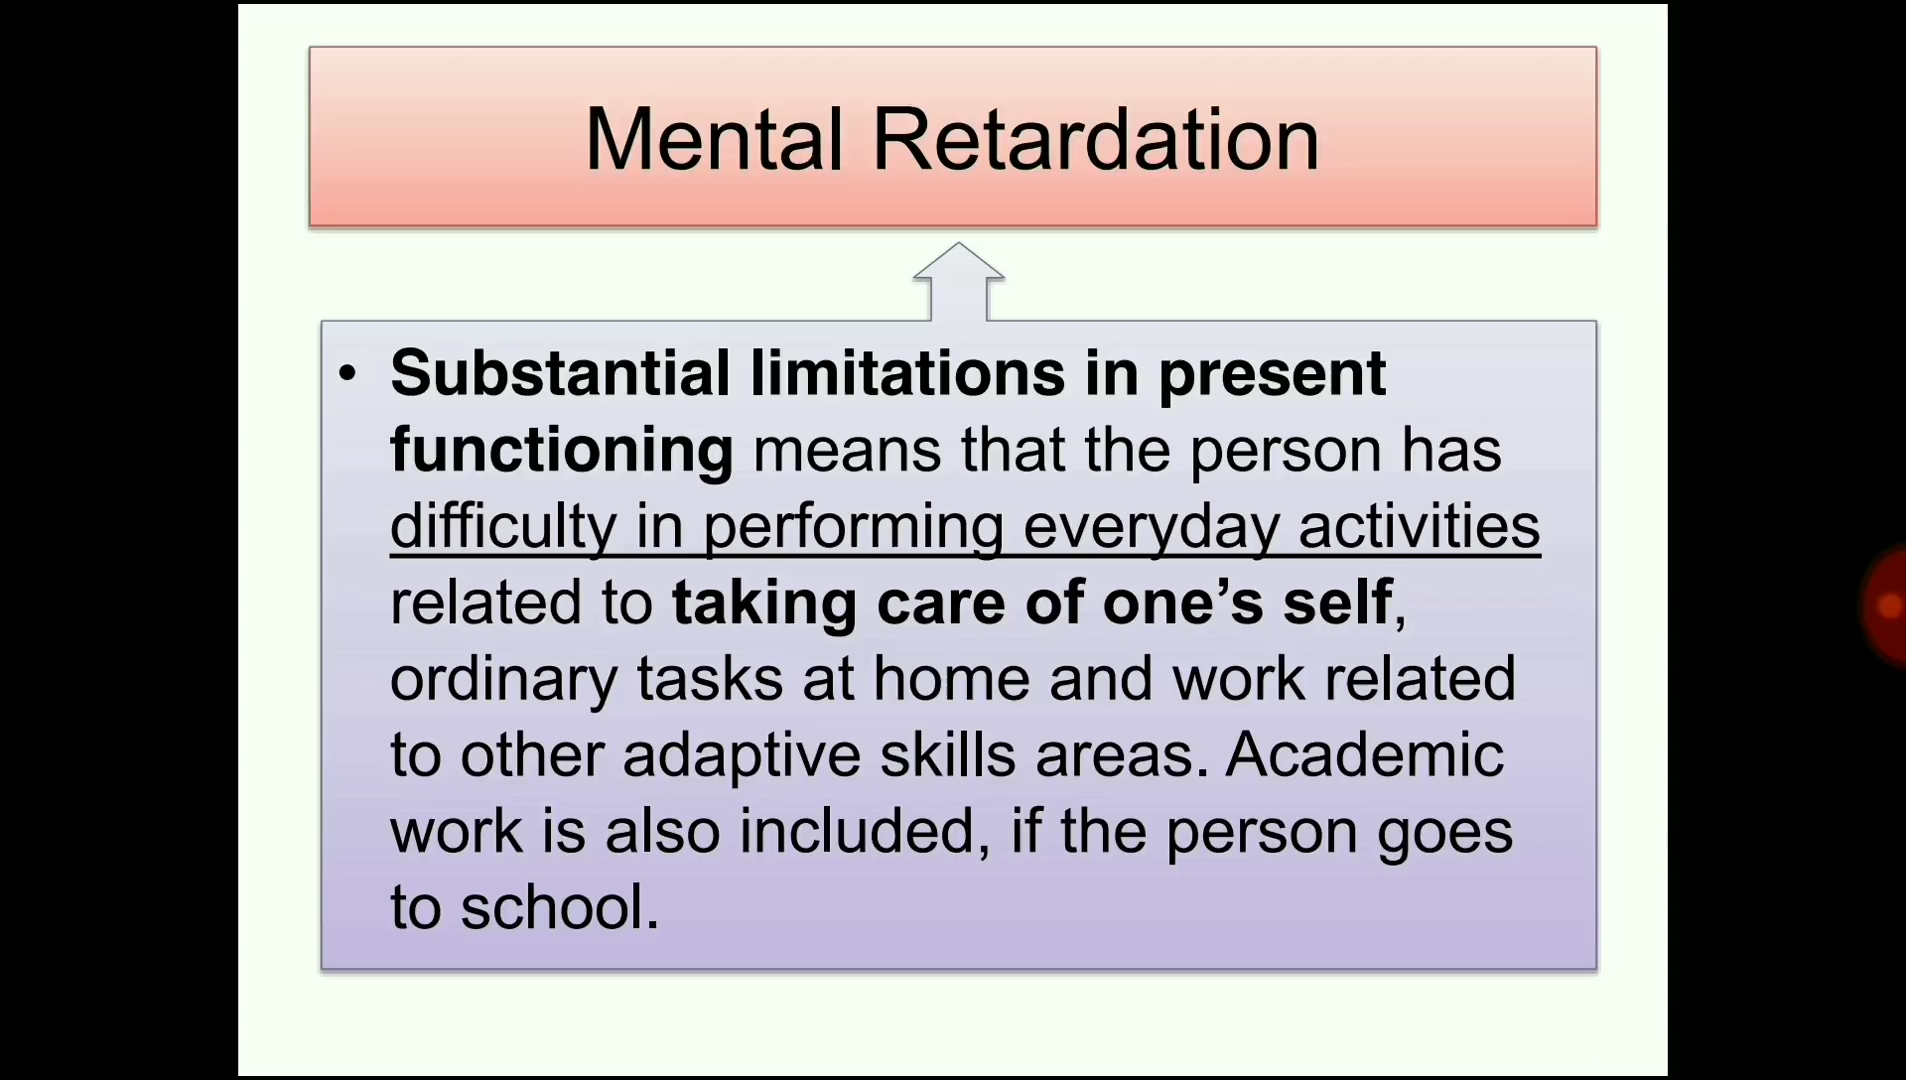 Mental Retardation
• Substantial limitations in present
functioning means that the person has
difficulty in performing everyday activities
related to taking care of one’s self,
ordinary tasks at home and work related
to other adaptive skills areas. Academic
work is also included, if the person goes
to school.